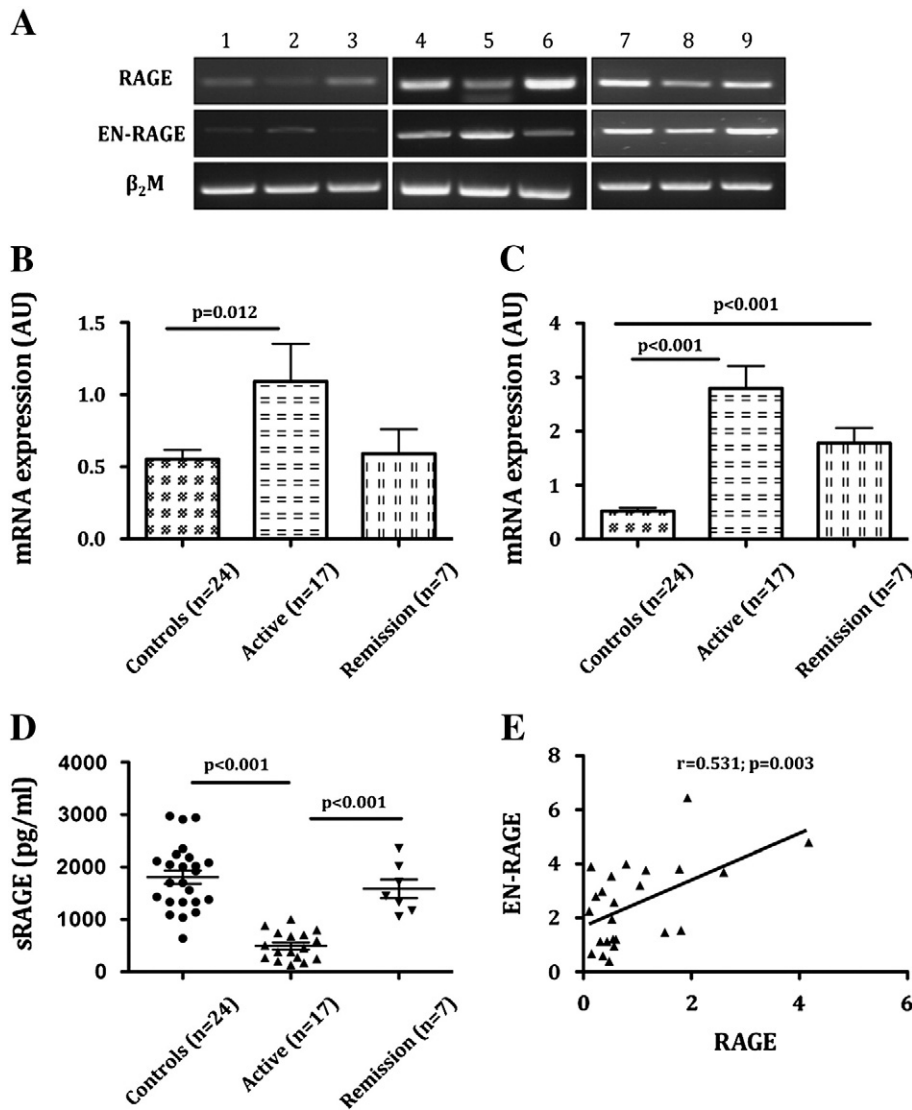 A
1 2 3 4 5 6 7 8 9
RAGE
EN-RAGE
β₂M
B
mRNA expression (AU)
1.5
1.0
0.5
0.0
p=0.012
Controls (n=24)
Active (n=17)
Remission (n=7)
C
mRNA expression (AU)
4
3
2
1
0
p<0.001
p<0.001
Controls (n=24)
Active (n=17)
Remission (n=7)
D
sRAGE (pg/ml)
4000
3000
2000
1000
0
p<0.001
p<0.001
Controls (n=24)
Active (n=17)
Remission (n=7)
E
EN-RAGE
8
6
4
2
0
r=0.531; p=0.003
0 2 4 6
RAGE